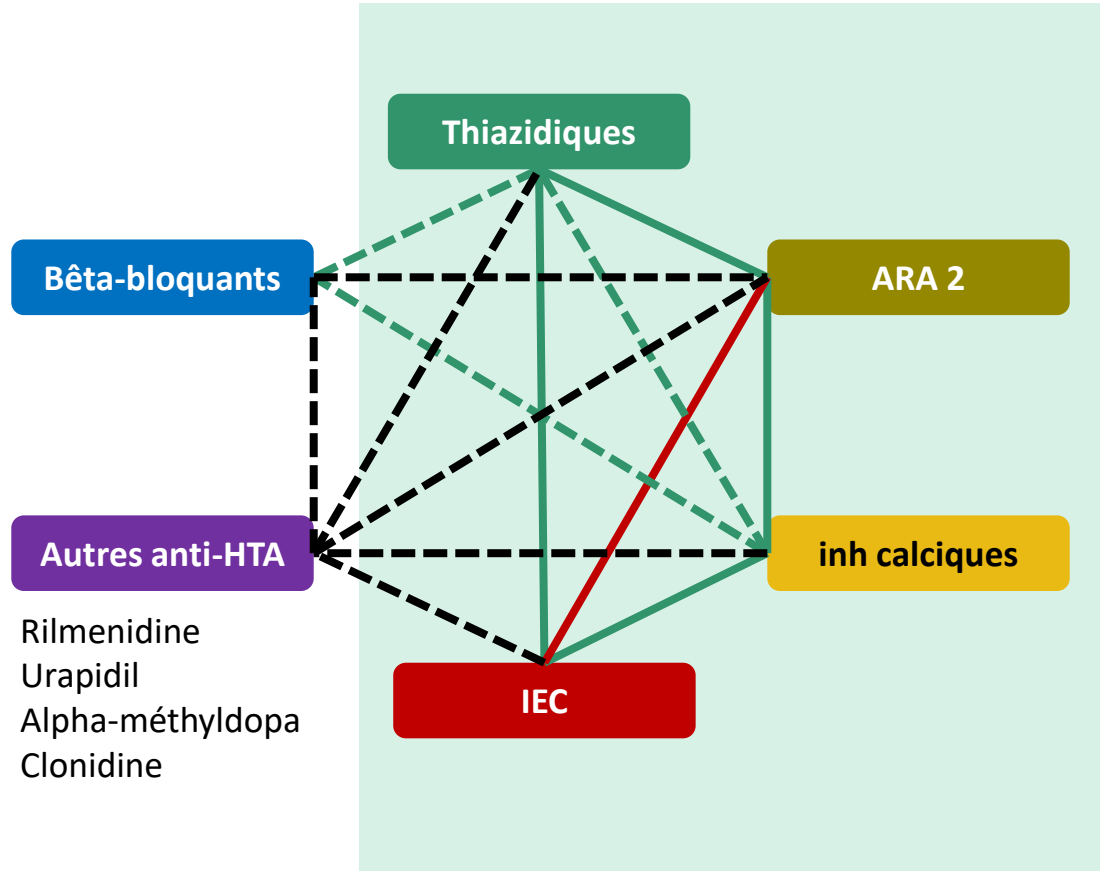 Thiazidiques
Bêta-bloquants
ARA 2
Autres anti-HTA
inh calciques
Rilmenidine
Urapidil
Alpha-méthyldopa
Clonidine
IEC